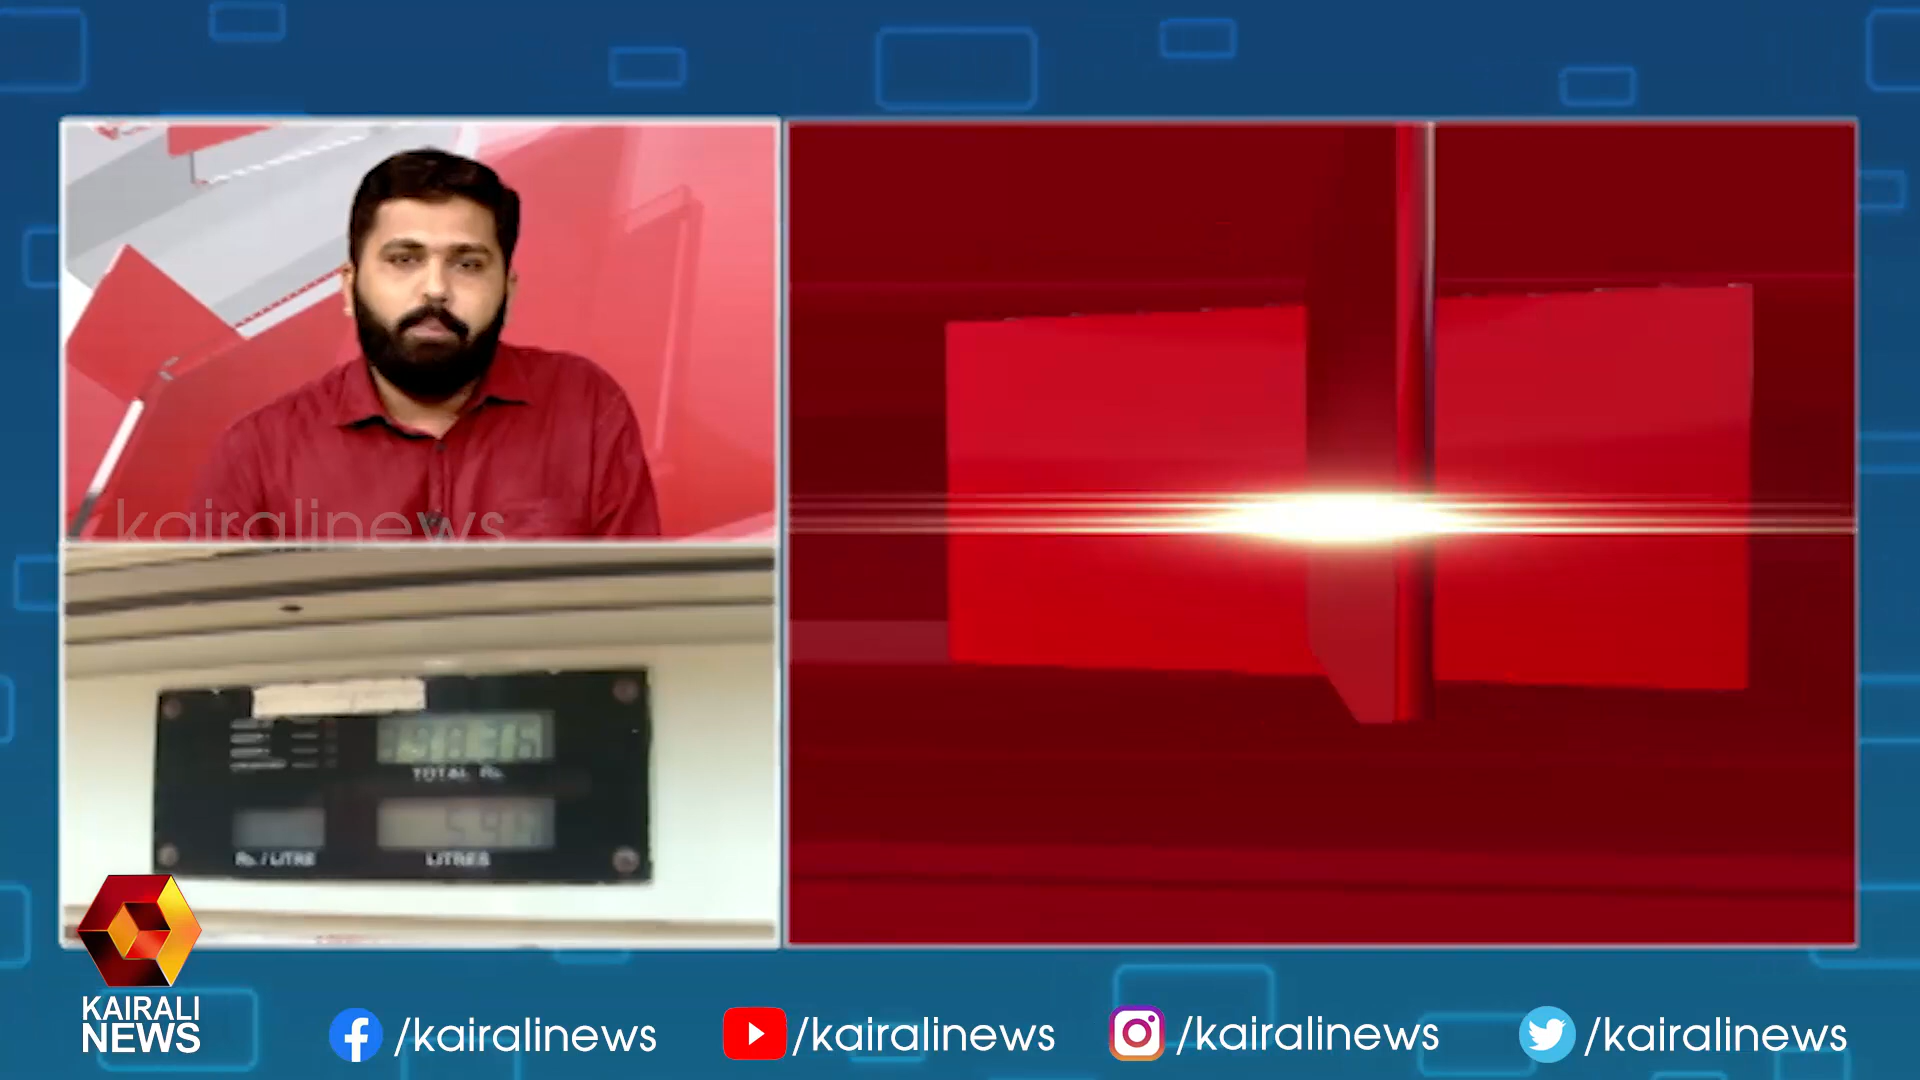 kairalinews
TOTAL Rs.
Rs. / LITRE
LITRES
KAIRALI
NEWS
/kairalinews
/kairalinews
/kairalinews
/kairalinews